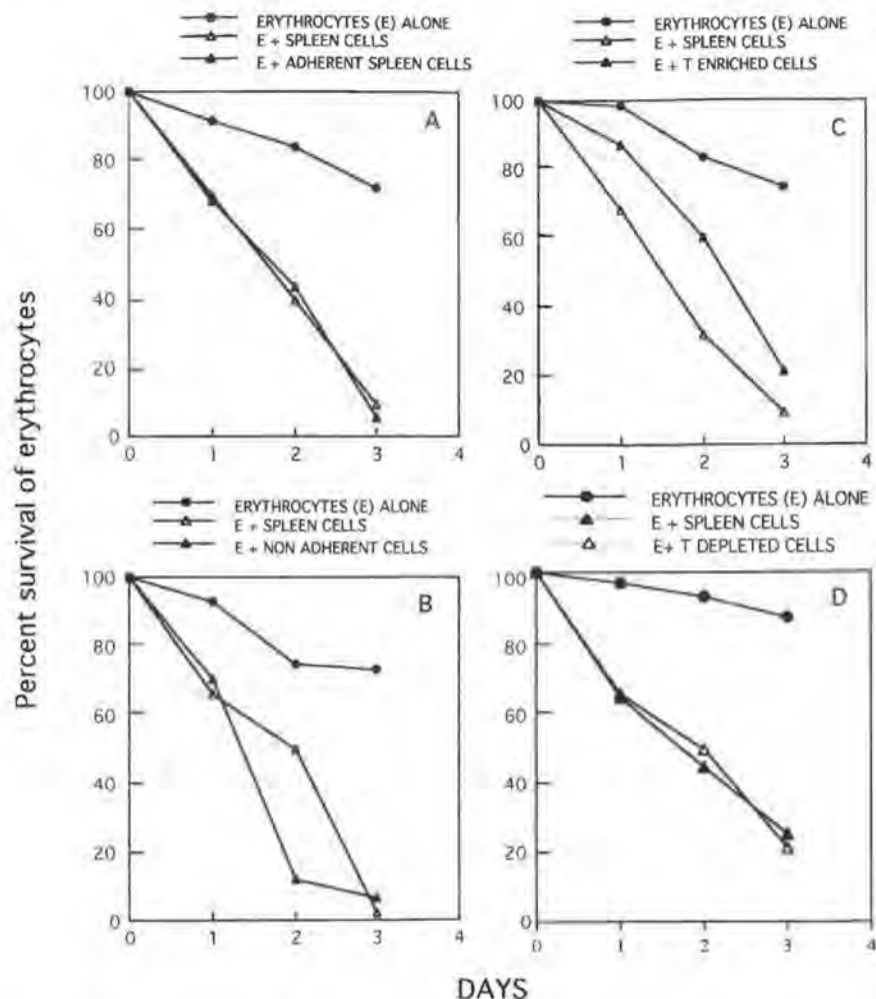 ERYTHROCYTES (E) ALONE
E + SPLEEN CELLS
E + ADHERENT SPLEEN CELLS
100
80
60
40
20
0
A
0 1 2 3 4
ERYTHROCYTES (E) ALONE
E + SPLEEN CELLS
E + T ENRICHED CELLS
100
80
60
40
20
0
C
0 1 2 3 4
ERYTHROCYTES (E) ALONE
E + SPLEEN CELLS
E + NON ADHERENT CELLS
100
80
60
40
20
0
B
0 1 2 3 4
ERYTHROCYTES (E) ALONE
E + SPLEEN CELLS
E+ T DEPLETED CELLS
100
80
60
40
20
0
D
0 1 2 3 4
Percent survival of erythrocytes
DAYS